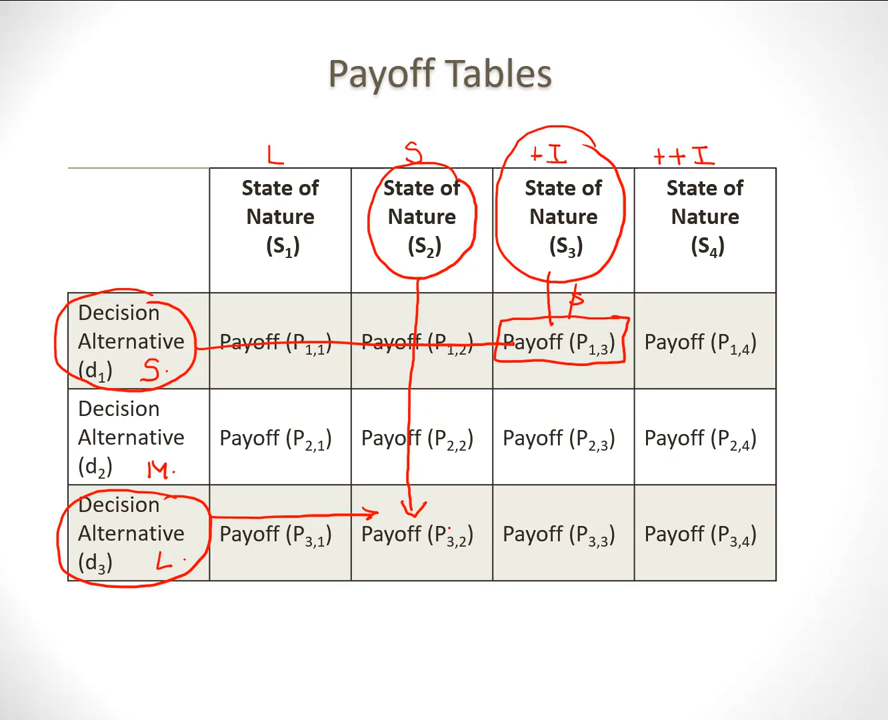 Payoff Tables
L S +I ++I
State of State of State of State of
Nature Nature Nature Nature
(S1) (S2) (S3) (S4)
Decision
Alternative Payoff (P1,1) Payoff (P1,2) Payoff (P1,3) Payoff (P1,4)
(d1) S.
Decision
Alternative Payoff (P2,1) Payoff (P2,2) Payoff (P2,3) Payoff (P2,4)
(d2) M.
Decision
Alternative Payoff (P3,1) Payoff (P3,2) Payoff (P3,3) Payoff (P3,4)
(d3) L.